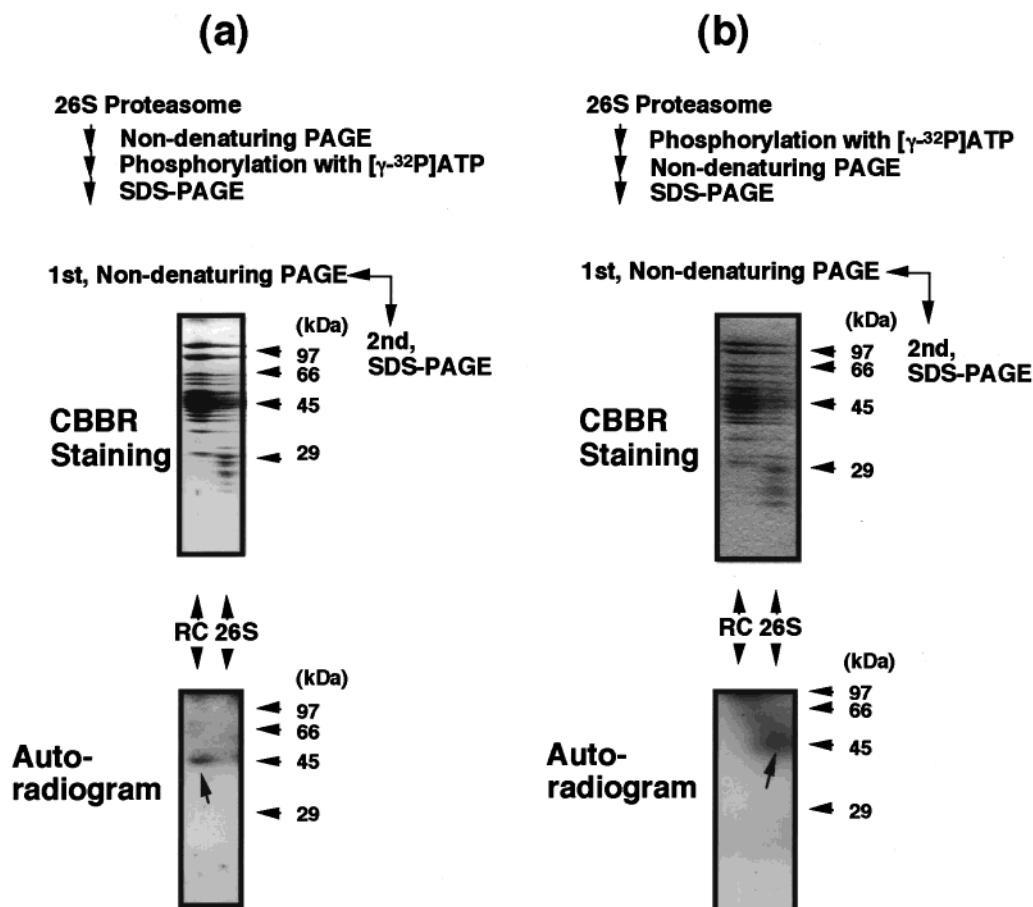 (a)
26S Proteasome
Non-denaturing PAGE
Phosphorylation with [γ-³²P]ATP
SDS-PAGE
1st, Non-denaturing PAGE
(kDa)
2nd,
SDS-PAGE
97
66
45
29
CBBR
Staining
RC 26S
(kDa)
97
66
45
29
Auto-
radiogram
(b)
26S Proteasome
Phosphorylation with [γ-³²P]ATP
Non-denaturing PAGE
SDS-PAGE
1st, Non-denaturing PAGE
(kDa)
2nd,
SDS-PAGE
97
66
45
29
CBBR
Staining
RC 26S
(kDa)
97
66
45
29
Auto-
radiogram